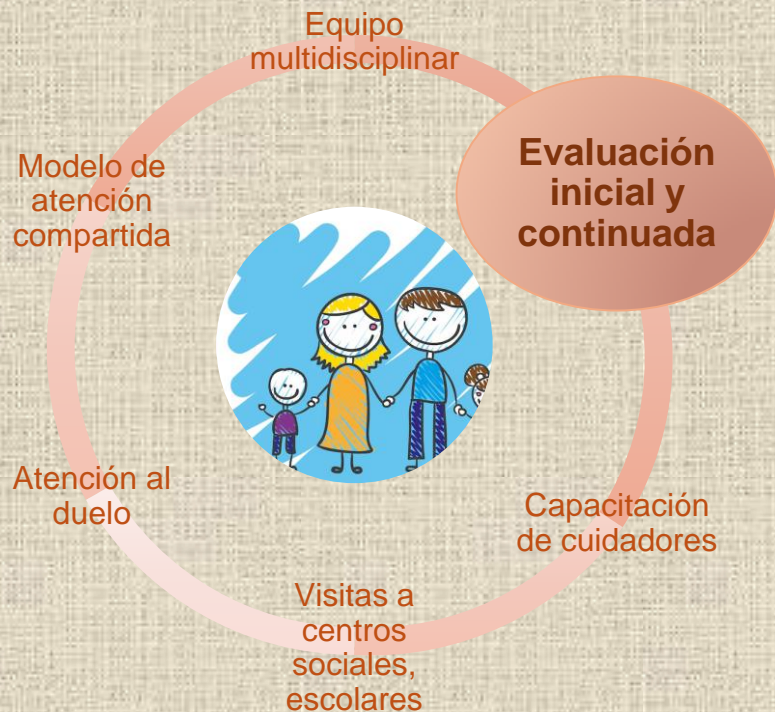 Equipo
multidisciplinar
Evaluación
inicial y
continuada
Capacitación
de cuidadores
Visitas a
centros
sociales,
escolares
Atención al
duelo
Modelo de
atención
compartida